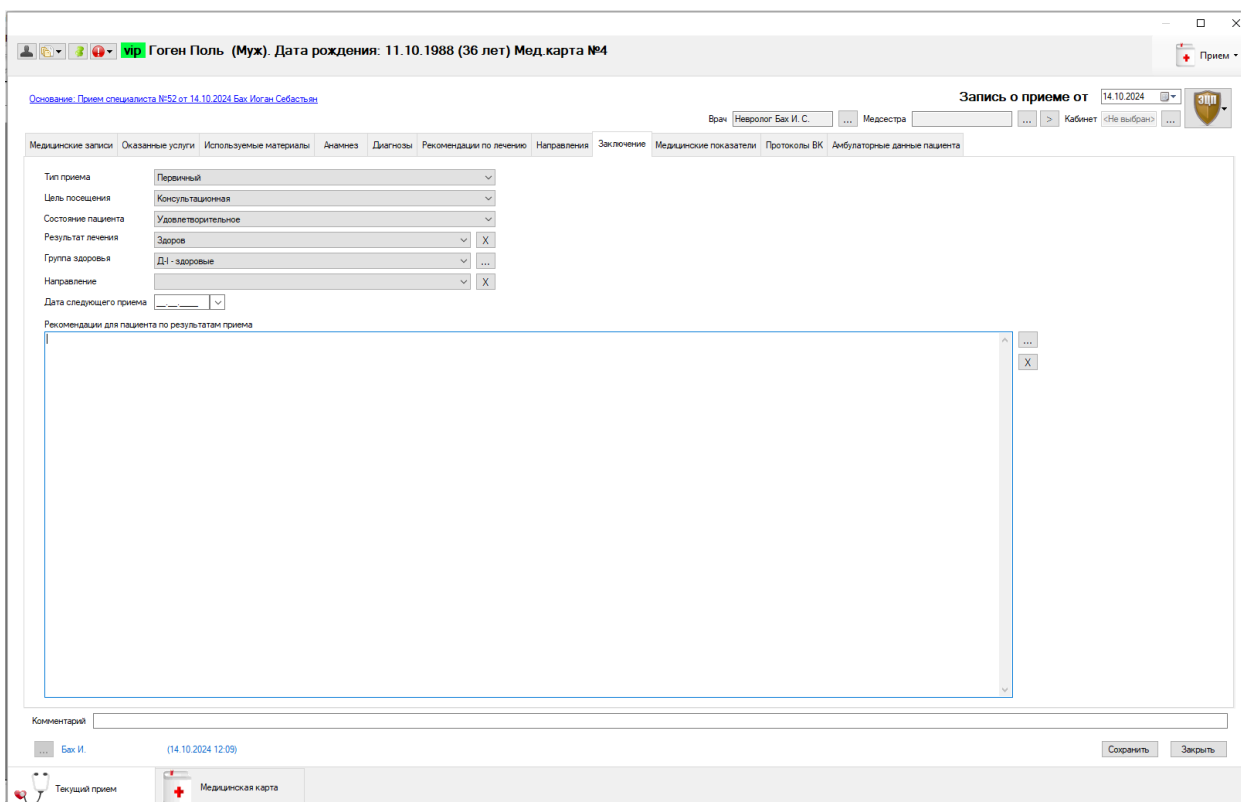 vip Гоген Поль (Муж). Дата рождения: 11.10.1988 (36 лет) Мед.карта №4
Прием
Основание: Прием специалиста №52 от 14.10.2024 Бах Иоган Себастьян
Запись о приеме от 14.10.2024
ЭЦП
Врач Невролог Бах И. С. ... Медсестра ... > Кабинет <Не выбран> ...
Медицинские записи Оказанные услуги Используемые материалы Анамнез Диагнозы Рекомендации по лечению Направления Заключение Медицинские показатели Протоколы ВК Амбулаторные данные пациента
Тип приема Первичный
Цель посещения Консультационная
Состояние пациента Удовлетворительное
Результат лечения Здоров X
Группа здоровья Д-I - здоровые ...
Направление X
Дата следующего приема __.__.____
Рекомендации для пациента по результатам приема
...
X
Комментарий
... Бах И. (14.10.2024 12:09) Сохранить Закрыть
Текущий прием Медицинская карта